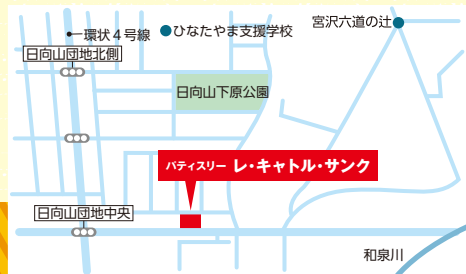 環状4号線
ひなたやま支援学校
宮沢六道の辻
日向山団地北側
日向山下原公園
パティスリー レ・キャトル・サンク
日向山団地中央
和泉川